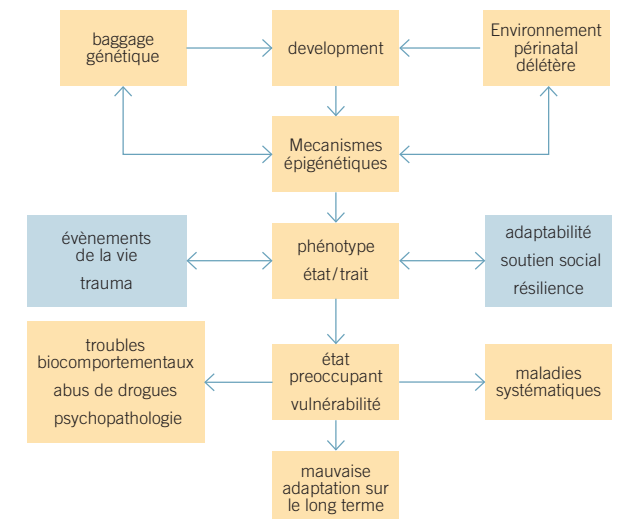 baggage
génétique
development
Environnement
périnatal
délétère
Mecanismes
épigénétiques
évènements
de la vie
trauma
phénotype
état/trait
adaptabilité
soutien social
résilience
troubles
biocomportementaux
abus de drogues
psychopathologie
état
preoccupant
vulnérabilité
maladies
systématiques
mauvaise
adaptation sur
le long terme